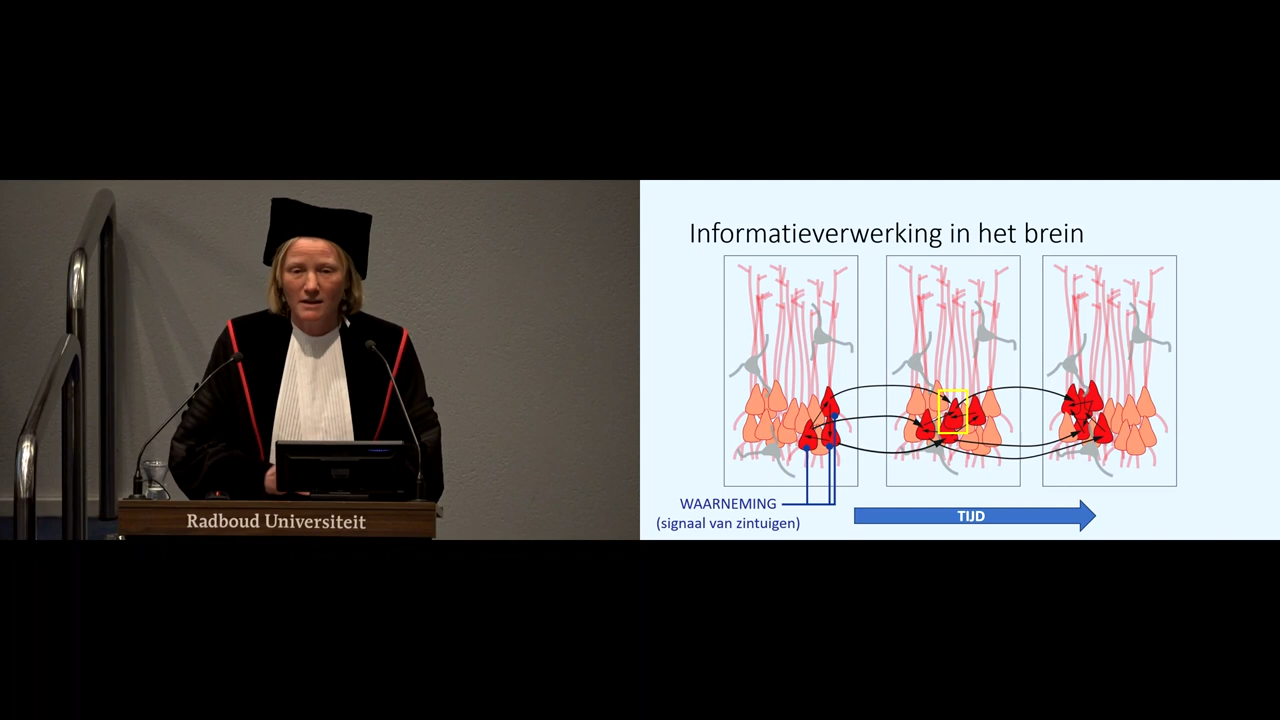 Radboud Universiteit
Informatieverwerking in het brein
WAARNEMING
(signaal van zintuigen)
TIJD